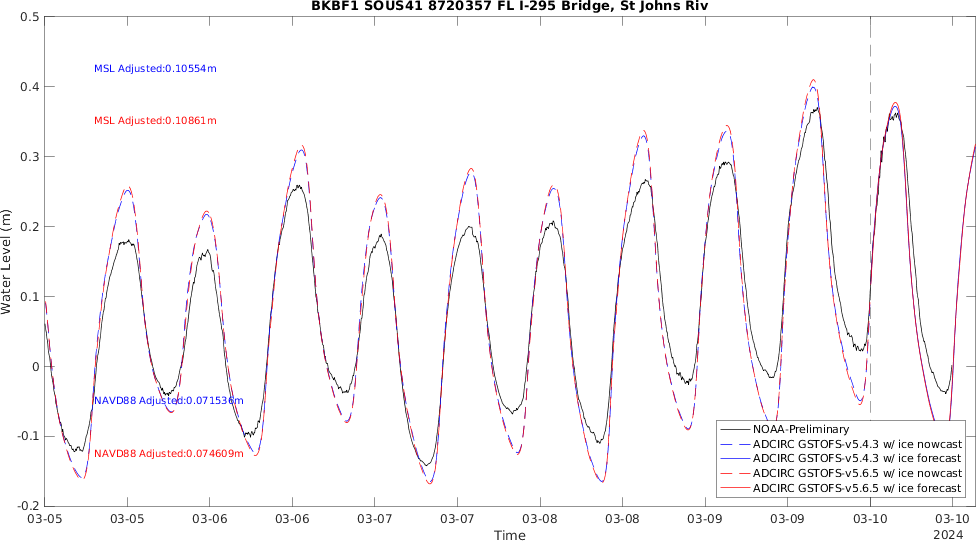 BKBF1 SOUS41 8720357 FL I-295 Bridge, St Johns Riv
0.5
MSL Adjusted:0.10554m
0.4
MSL Adjusted:0.10861m
0.3
0.2
Water Level (m)
0.1
0
NAVD88 Adjusted:0.071536m
-0.1
NAVD88 Adjusted:0.074609m
-0.2
NOAA-Preliminary
ADCIRC GSTOFS-v5.4.3 w/ ice nowcast
ADCIRC GSTOFS-v5.4.3 w/ ice forecast
ADCIRC GSTOFS-v5.6.5 w/ ice nowcast
ADCIRC GSTOFS-v5.6.5 w/ ice forecast
03-05 03-05 03-06 03-06 03-07 03-07 03-08 03-08 03-09 03-09 03-10 03-10
Time
2024